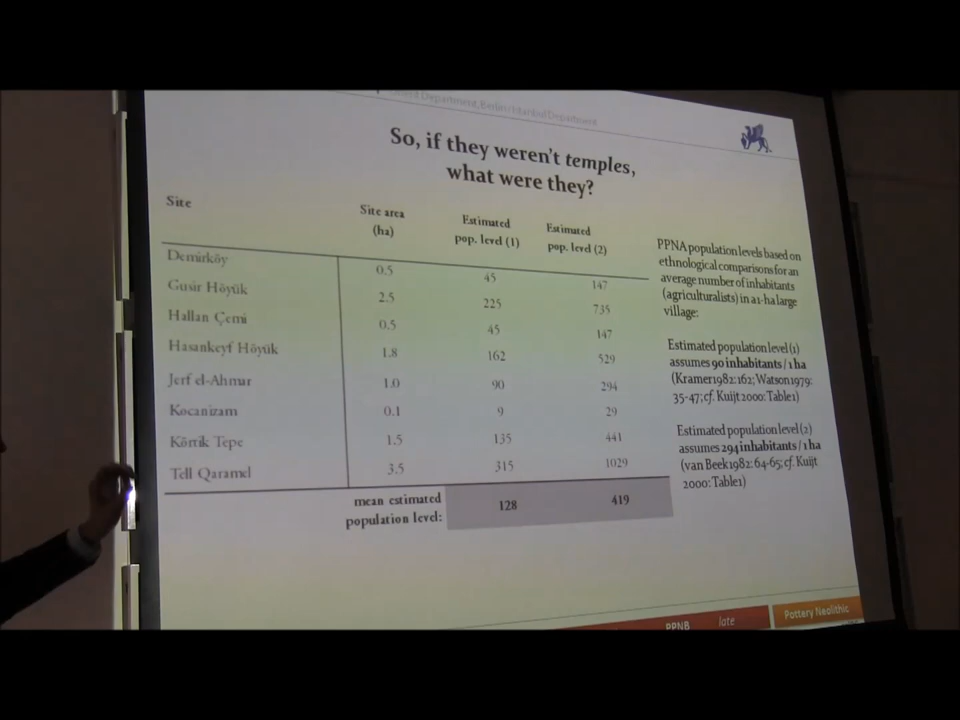 Department, Berlin/Istanbul Department
So, if they weren't temples,
what were they?
Site
Site area
(ha)
Estimated
pop. level (1)
Estimated
pop. level (2)
Demirköy 0.5 45 147
Gusir Höyük 2.5 225 735
Hallan Çemi 0.5 45 147
Hasankeyf Höyük 1.8 162 529
Jerf el-Ahmar 1.0 90 294
Kocanizam 0.1 9 29
Körtik Tepe 1.5 135 441
Tell Qaramel 3.5 315 1029
mean estimated
population level: 128 419
PPNA population levels based on
ethnological comparisons for an
average number of inhabitants
(agriculturalists) in a 1-ha large
village:
Estimated population level (1)
assumes 90 inhabitants / 1 ha
(Kramer 1982: 162; Watson 1979:
35-47; cf. Kuijt 2000: Table 1)
Estimated population level (2)
assumes 294 inhabitants / 1 ha
(van Beek 1982: 64-65; cf. Kuijt
2000: Table 1)
PPNB late
Pottery Neolithic